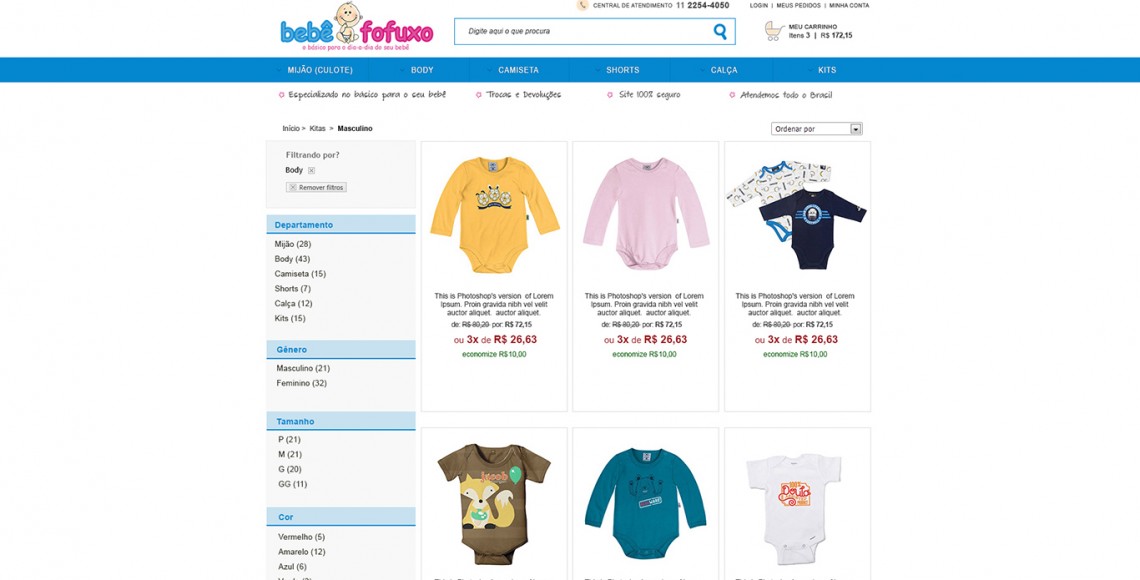 CENTRAL DE ATENDIMENTO 11 2254-4050
LOGIN | MEUS PEDIDOS | MINHA CONTA
bebê fofuxo
o básico para o dia-a-dia do seu bebê
Digite aqui o que procura
MEU CARRINHO
Itens 3 | R$ 172,15
MIJÃO (CULOTE)
BODY
CAMISETA
SHORTS
CALÇA
KITS
Especializado no básico para o seu bebê
Trocas e Devoluções
Site 100% seguro
Atendemos todo o Brasil
Início > Kitas > Masculino
Ordenar por
Filtrando por?
Body
Remover filtros
Departamento
Mijão (28)
Body (43)
Camiseta (15)
Shorts (7)
Calça (12)
Kits (15)
Gênero
Masculino (21)
Feminino (32)
Tamanho
P (21)
M (21)
G (20)
GG (11)
Cor
Vermelho (5)
Amarelo (12)
Azul (6)
This is Photoshop's version of Lorem
Ipsum. Proin gravida nibh vel velit
auctor aliquet. auctor aliquet.
de: R$ 80,20 por: R$ 72,15
ou 3x de R$ 26,63
economize R$10,00
This is Photoshop's version of Lorem
Ipsum. Proin gravida nibh vel velit
auctor aliquet. auctor aliquet.
de: R$ 80,20 por: R$ 72,15
ou 3x de R$ 26,63
economize R$10,00
This is Photoshop's version of Lorem
Ipsum. Proin gravida nibh vel velit
auctor aliquet. auctor aliquet.
de: R$ 80,20 por: R$ 72,15
ou 3x de R$ 26,63
economize R$10,00
Jacob